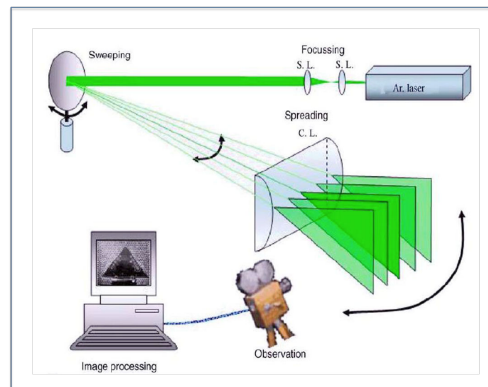 Sweeping
Focussing
S. L.
S. L.
Ar. laser
Spreading
C. L.
Observation
Image processing